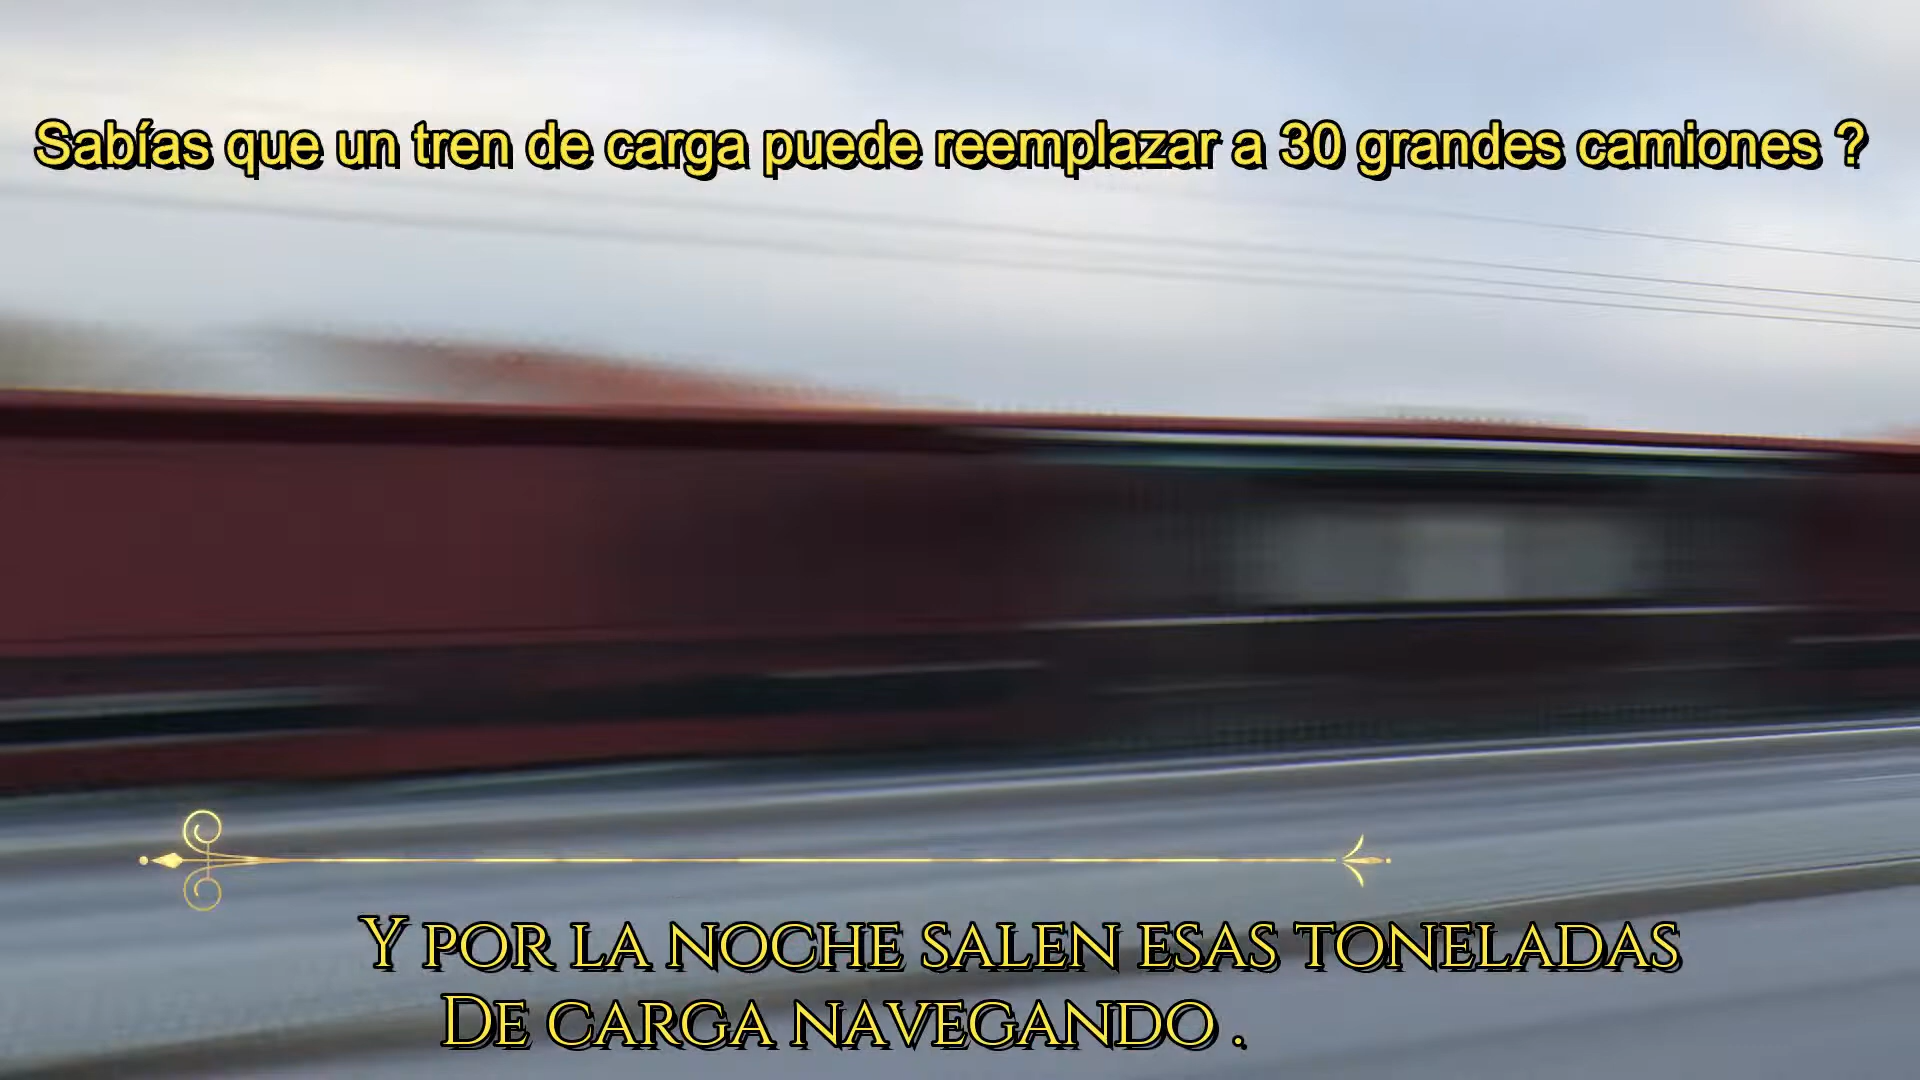 Sabías que un tren de carga puede reemplazar a 30 grandes camiones ?
Y POR LA NOCHE SALEN ESAS TONELADAS
DE CARGA NAVEGANDO .